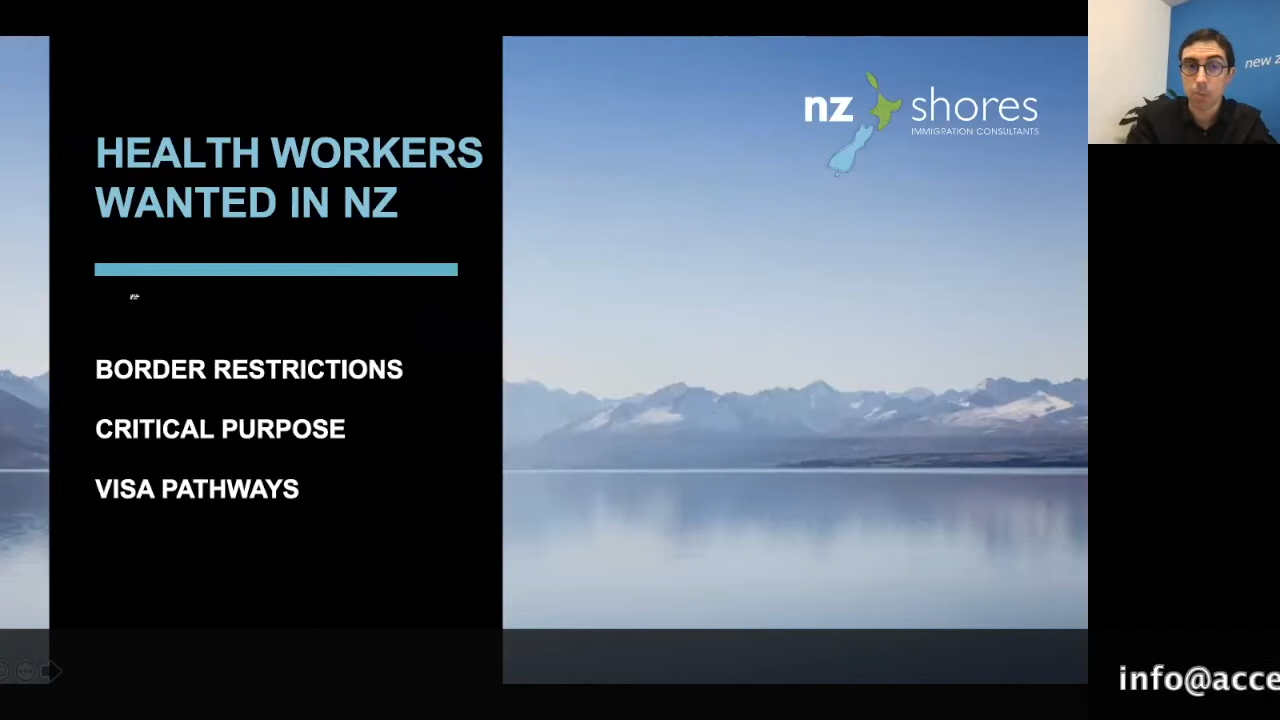 HEALTH WORKERS
WANTED IN NZ
BORDER RESTRICTIONS
CRITICAL PURPOSE
VISA PATHWAYS
nz shores
IMMIGRATION CONSULTANTS
new z
info@acce